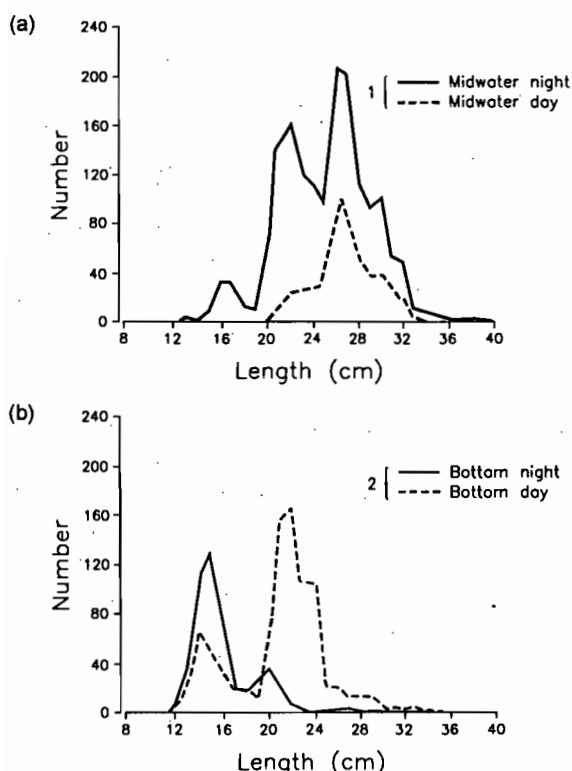 (a)
240
200
160
120
80
40
0
8 12 16 20 24 28 32 36 40
Number
Length (cm)
1
Midwater night
Midwater day
(b)
240
200
160
120
80
40
0
8 12 16 20 24 28 32 36 40
Number
Length (cm)
2
Bottom night
Bottom day